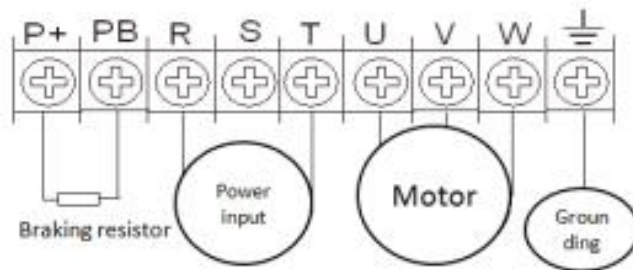 P+ PB R S T U V W
Power
input
Motor
Braking resistor
Groun
ding